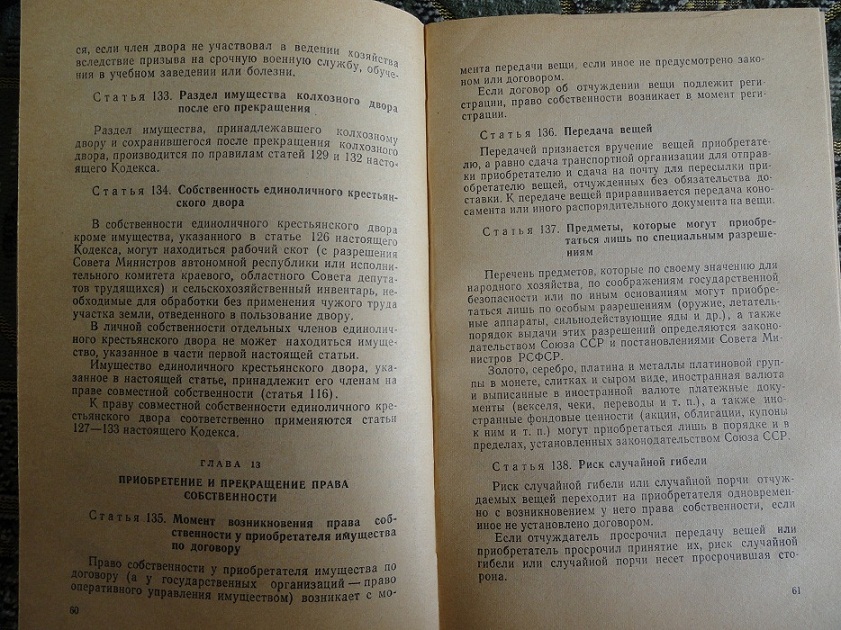 ся, если член двора не участвовал в ведении хозяйства
вследствие призыва на срочную военную службу, обуче-
ния в учебном заведении или болезни.
Статья 133. Раздел имущества колхозного двора
после его прекращения
Раздел имущества, принадлежавшего колхозному
двору и сохранившегося после прекращения колхозного
двора, производится по правилам статей 129 и 132 насто-
ящего Кодекса.
Статья 134. Собственность единоличного крестьян-
ского двора
В собственности единоличного крестьянского двора
кроме имущества, указанного в статье 126 настоящего
Кодекса, могут находиться рабочий скот (с разрешения
Совета Министров автономной республики или исполни-
тельного комитета краевого, областного Совета депута-
тов трудящихся) и сельскохозяйственный инвентарь, не-
обходимые для обработки без применения чужого труда
участка земли, отведенного в пользование двору.
В личной собственности отдельных членов единолич-
ного крестьянского двора не может находиться имуще-
ство, указанное в части первой настоящей статьи.
Имущество единоличного крестьянского двора, ука-
занное в настоящей статье, принадлежит его членам на
праве совместной собственности (статья 116).
К праву совместной собственности единоличного кре-
стьянского двора соответственно применяются статьи
127—133 настоящего Кодекса.
ГЛАВА 13
ПРИОБРЕТЕНИЕ И ПРЕКРАЩЕНИЕ ПРАВА
СОБСТВЕННОСТИ
Статья 135. Момент возникновения права соб-
ственности у приобретателя имущества
по договору
Право собственности у приобретателя имущества по
договору (а у государственных организаций — право
оперативного управления имуществом) возникает с мо-
60
мента передачи вещи, если иное не предусмотрено зако-
ном или договором.
Если договор об отчуждении вещи подлежит реги-
страции, право собственности возникает в момент реги-
страции.
Статья 136. Передача вещей
Передачей признается вручение вещей приобретате-
лю, а равно сдача транспортной организации для отправ-
ки приобретателю и сдача на почту для пересылки при-
обретателю вещей, отчужденных без обязательства до-
ставки. К передаче вещей приравнивается передача коно-
самента или иного распорядительного документа на вещи.
Статья 137. Предметы, которые могут приобре-
таться лишь по специальным разреше-
ниям
Перечень предметов, которые по своему значению для
народного хозяйства, по соображениям государственной
безопасности или по иным основаниям могут приобре-
таться лишь по особым разрешениям (оружие, летатель-
ные аппараты, сильнодействующие яды и др.), а также
порядок выдачи этих разрешений определяются законо-
дательством Союза ССР и постановлениями Совета Ми-
нистров РСФСР.
Золото, серебро, платина и металлы платиновой груп-
пы в монете, слитках и сыром виде, иностранная валюта
и выписанные в иностранной валюте платежные доку-
менты (векселя, чеки, переводы и т. п.), а также ино-
странные фондовые ценности (акции, облигации, купоны
к ним и т. п.) могут приобретаться лишь в порядке и в
пределах, установленных законодательством Союза ССР.
Статья 138. Риск случайной гибели
Риск случайной гибели или случайной порчи отчуж-
даемых вещей переходит на приобретателя одновремен-
но с возникновением у него права собственности, если
иное не установлено договором.
Если отчуждатель просрочил передачу вещей или
приобретатель просрочил принятие их, риск случайной
гибели или случайной порчи несет просрочившая сто-
рона.
61